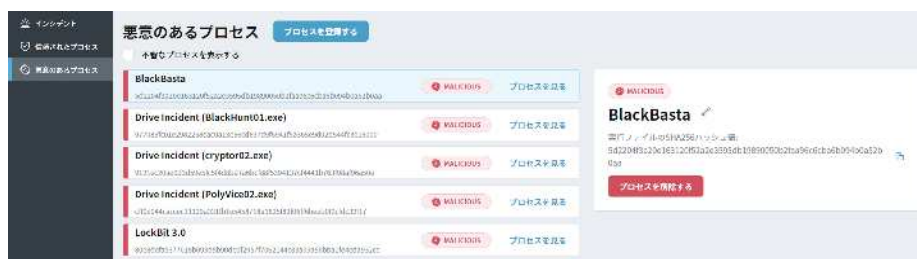 インシデント
信頼されたプロセス
悪意のあるプロセス
悪意のあるプロセス
プロセスを登録する
不審なプロセスを表示する
BlackBasta
MALICIOUS
プロセスを見る
Drive Incident (BlackHunt01.exe)
MALICIOUS
プロセスを見る
Drive Incident (cryptor02.exe)
MALICIOUS
プロセスを見る
Drive Incident (PolyVice02.exe)
MALICIOUS
プロセスを見る
LockBit 3.0
MALICIOUS
プロセスを見る
MALICIOUS
BlackBasta
実行ファイルのSHA256ハッシュ値:
プロセスを削除する